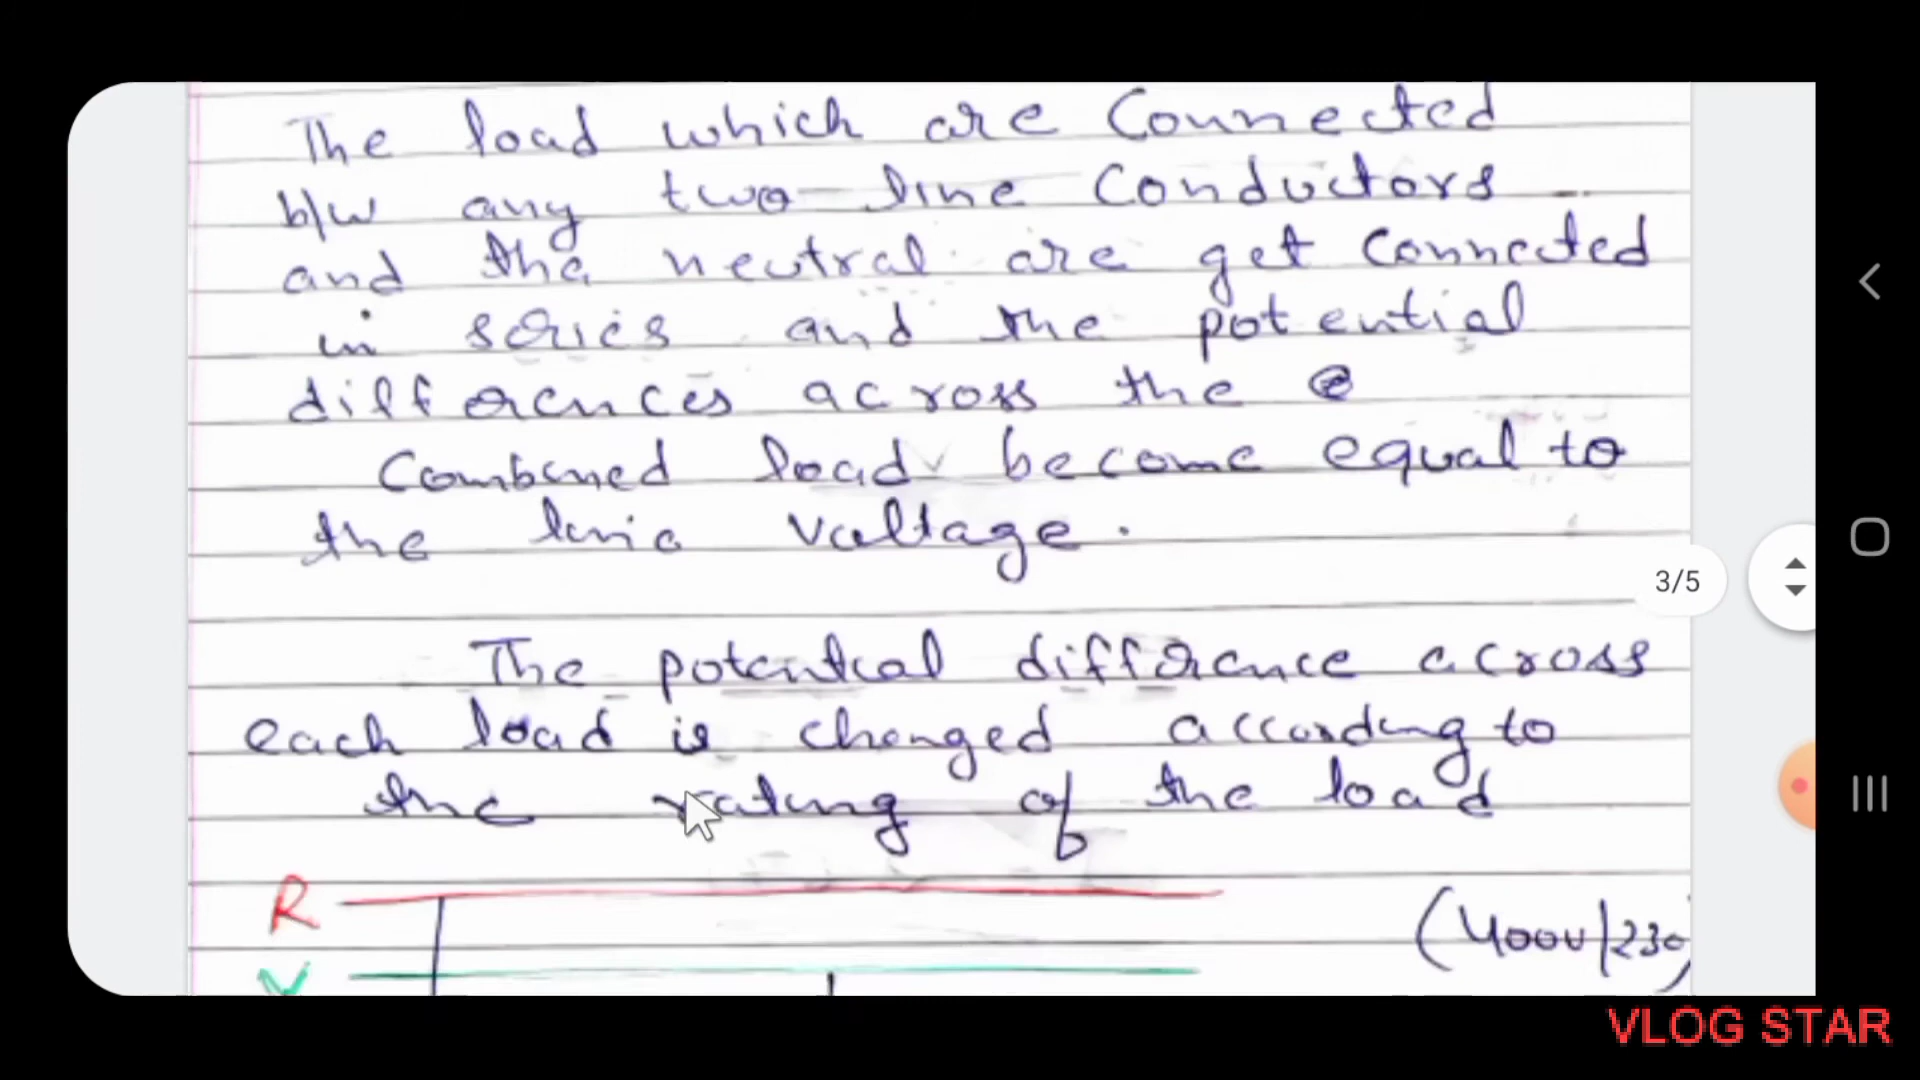 The load which are Connected
b/w any two line Conductors
and the neutral are get Connected
in series and the potential
differences across the
Combined load become equal to
the line Voltage.
3/5
The potential difference across
each load is changed according to
the rating of the load
R
(400V/230)
Y
VLOG STAR